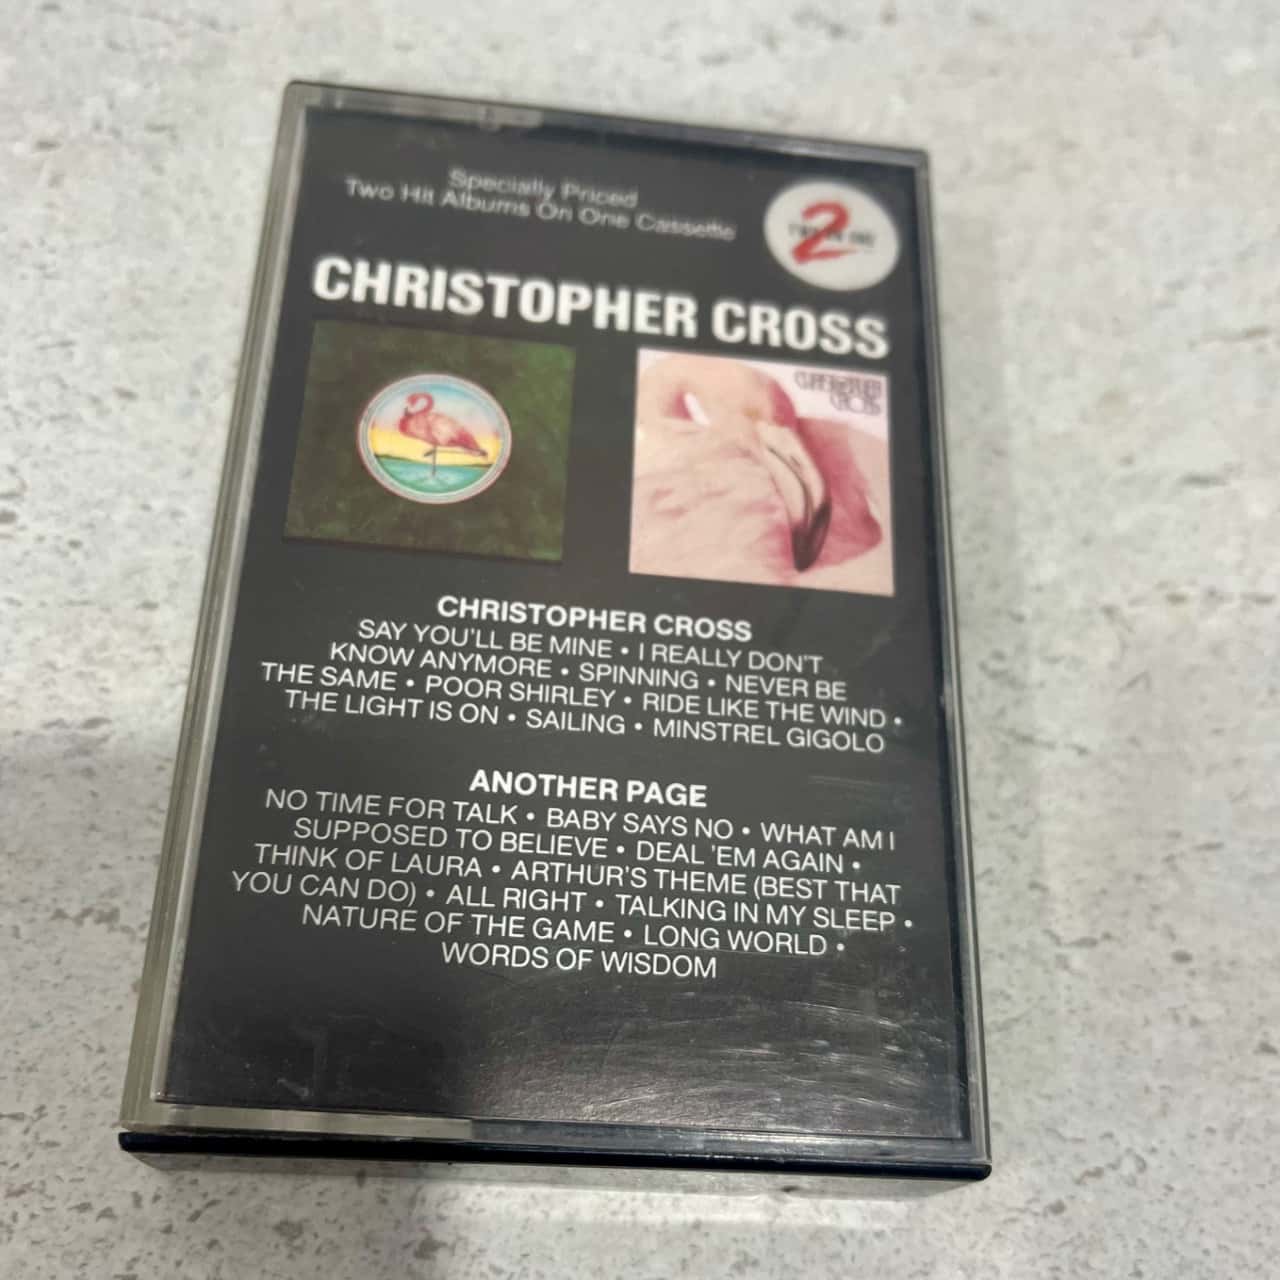 Specially Priced
Two Hit Albums On One Cassette
2
CHRISTOPHER CROSS
CHRISTOPHER CROSS
CHRISTOPHER CROSS
SAY YOU'LL BE MINE • I REALLY DON'T
KNOW ANYMORE • SPINNING • NEVER BE
THE SAME • POOR SHIRLEY • RIDE LIKE THE WIND •
THE LIGHT IS ON • SAILING • MINSTREL GIGOLO
ANOTHER PAGE
NO TIME FOR TALK • BABY SAYS NO • WHAT AM I
SUPPOSED TO BELIEVE • DEAL 'EM AGAIN •
THINK OF LAURA • ARTHUR'S THEME (BEST THAT
YOU CAN DO) • ALL RIGHT • TALKING IN MY SLEEP •
NATURE OF THE GAME • LONG WORLD •
WORDS OF WISDOM